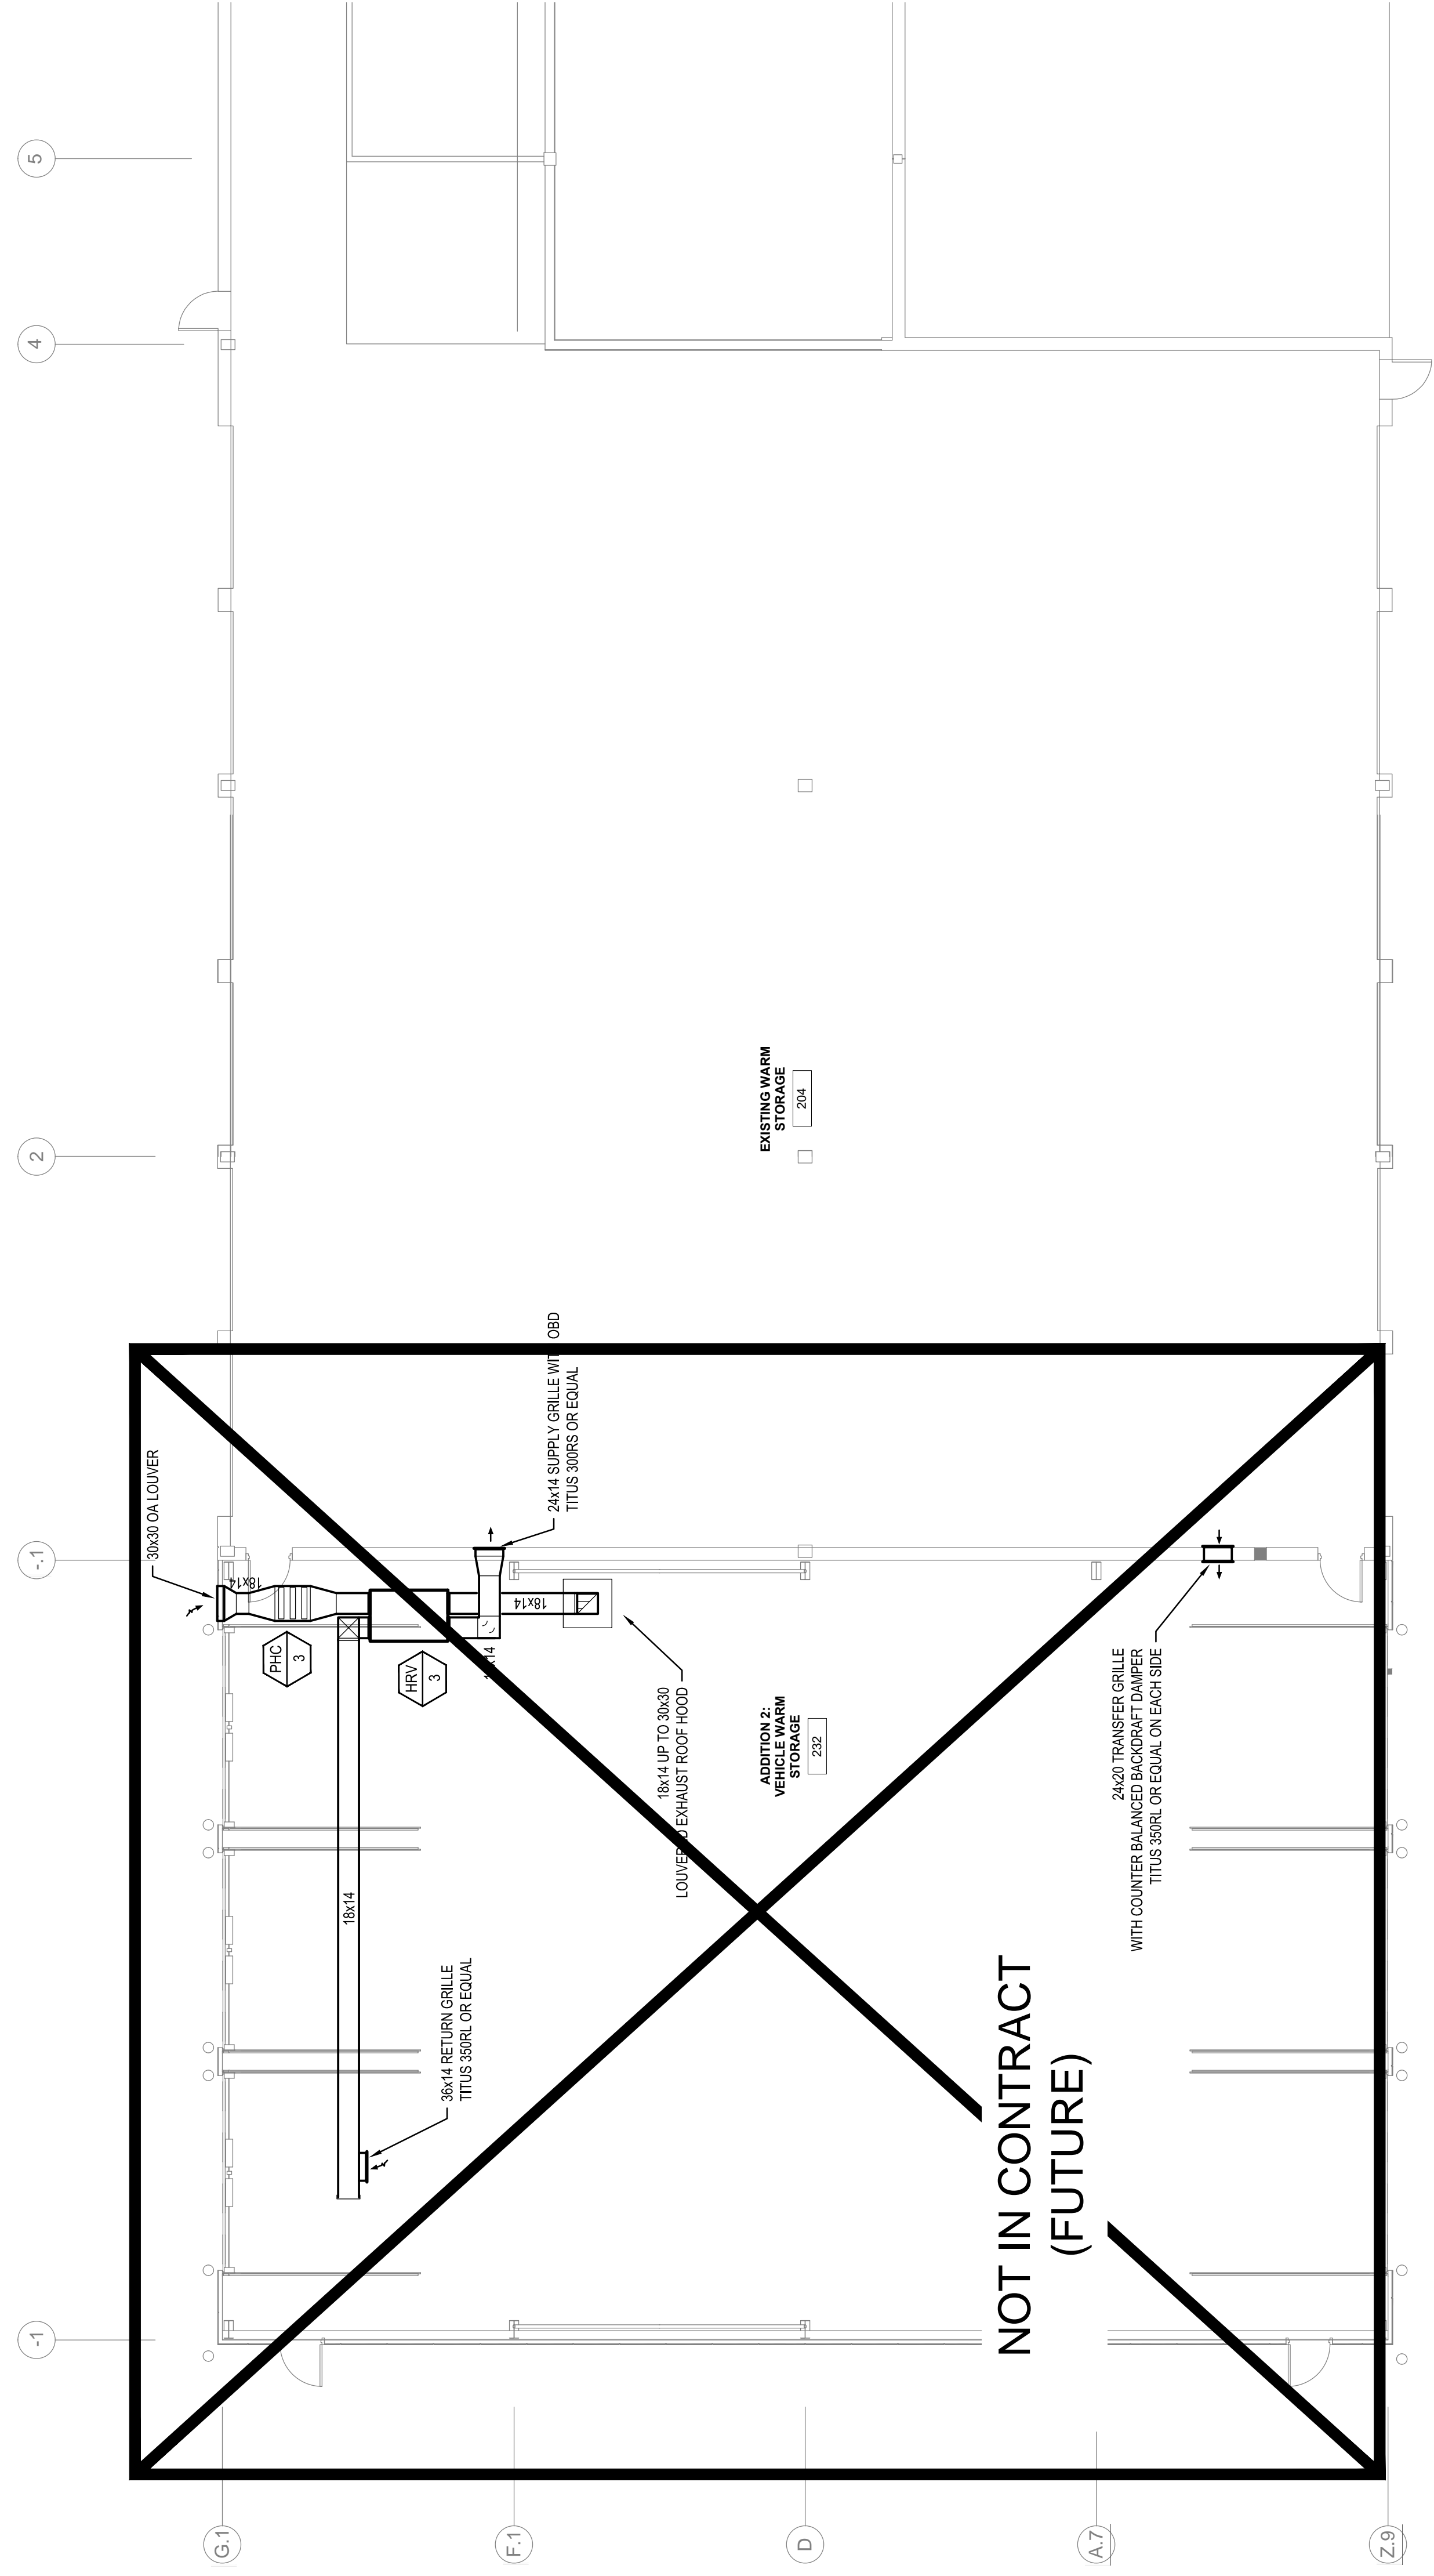 5
4
2
-.1
-1
G.1
F.1
D
A.7
Z.9
30x30 OA LOUVER
18x14
PHC
3
HRV
3
24x14 SUPPLY GRILLE WITH OBD
TITUS 300RS OR EQUAL
18x14
18x14 UP TO 30x30
LOUVERED EXHAUST ROOF HOOD
18x14
36x14 RETURN GRILLE
TITUS 350RL OR EQUAL
EXISTING WARM
STORAGE
204
ADDITION 2:
VEHICLE WARM
STORAGE
232
24x20 TRANSFER GRILLE
WITH COUNTER BALANCED BACKDRAFT DAMPER
TITUS 350RL OR EQUAL ON EACH SIDE
NOT IN CONTRACT
(FUTURE)